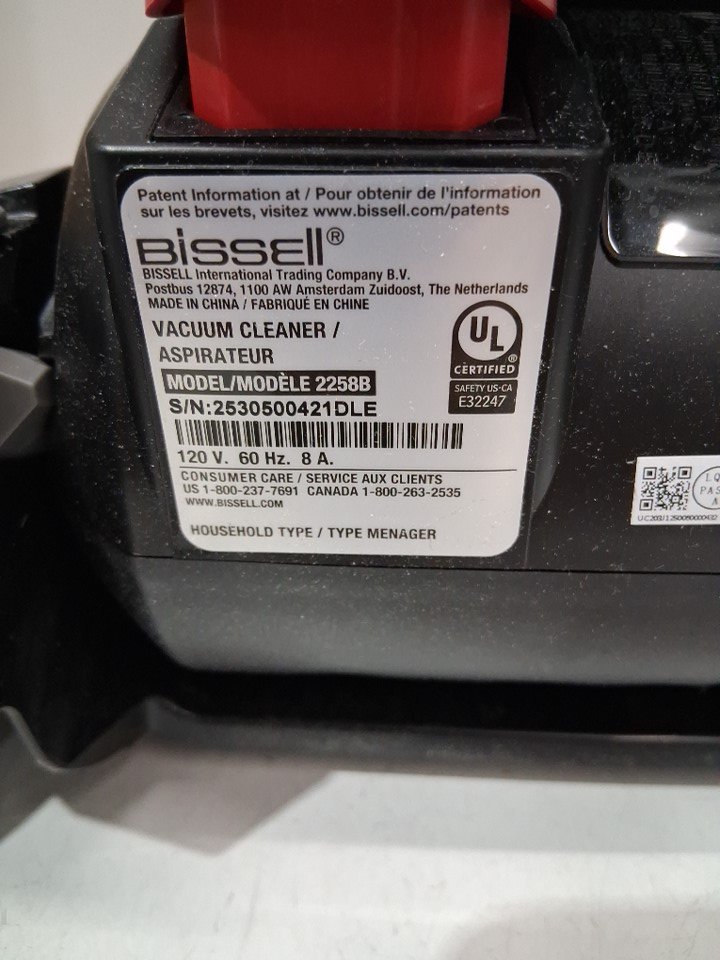 Patent Information at / Pour obtenir de l'information
sur les brevets, visitez www.bissell.com/patents
BISSELL®
BISSELL International Trading Company B.V.
Postbus 12874, 1100 AW Amsterdam Zuidoost, The Netherlands
MADE IN CHINA / FABRIQUÉ EN CHINE
VACUUM CLEANER /
ASPIRATEUR
UL ®
CERTIFIED
SAFETY US-CA
E32247
MODEL/MODÈLE 2258B
S/N:2530500421DLE
120 V. 60 Hz. 8 A.
CONSUMER CARE / SERVICE AUX CLIENTS
US 1-800-237-7691 CANADA 1-800-263-2535
WWW.BISSELL.COM
HOUSEHOLD TYPE / TYPE MENAGER